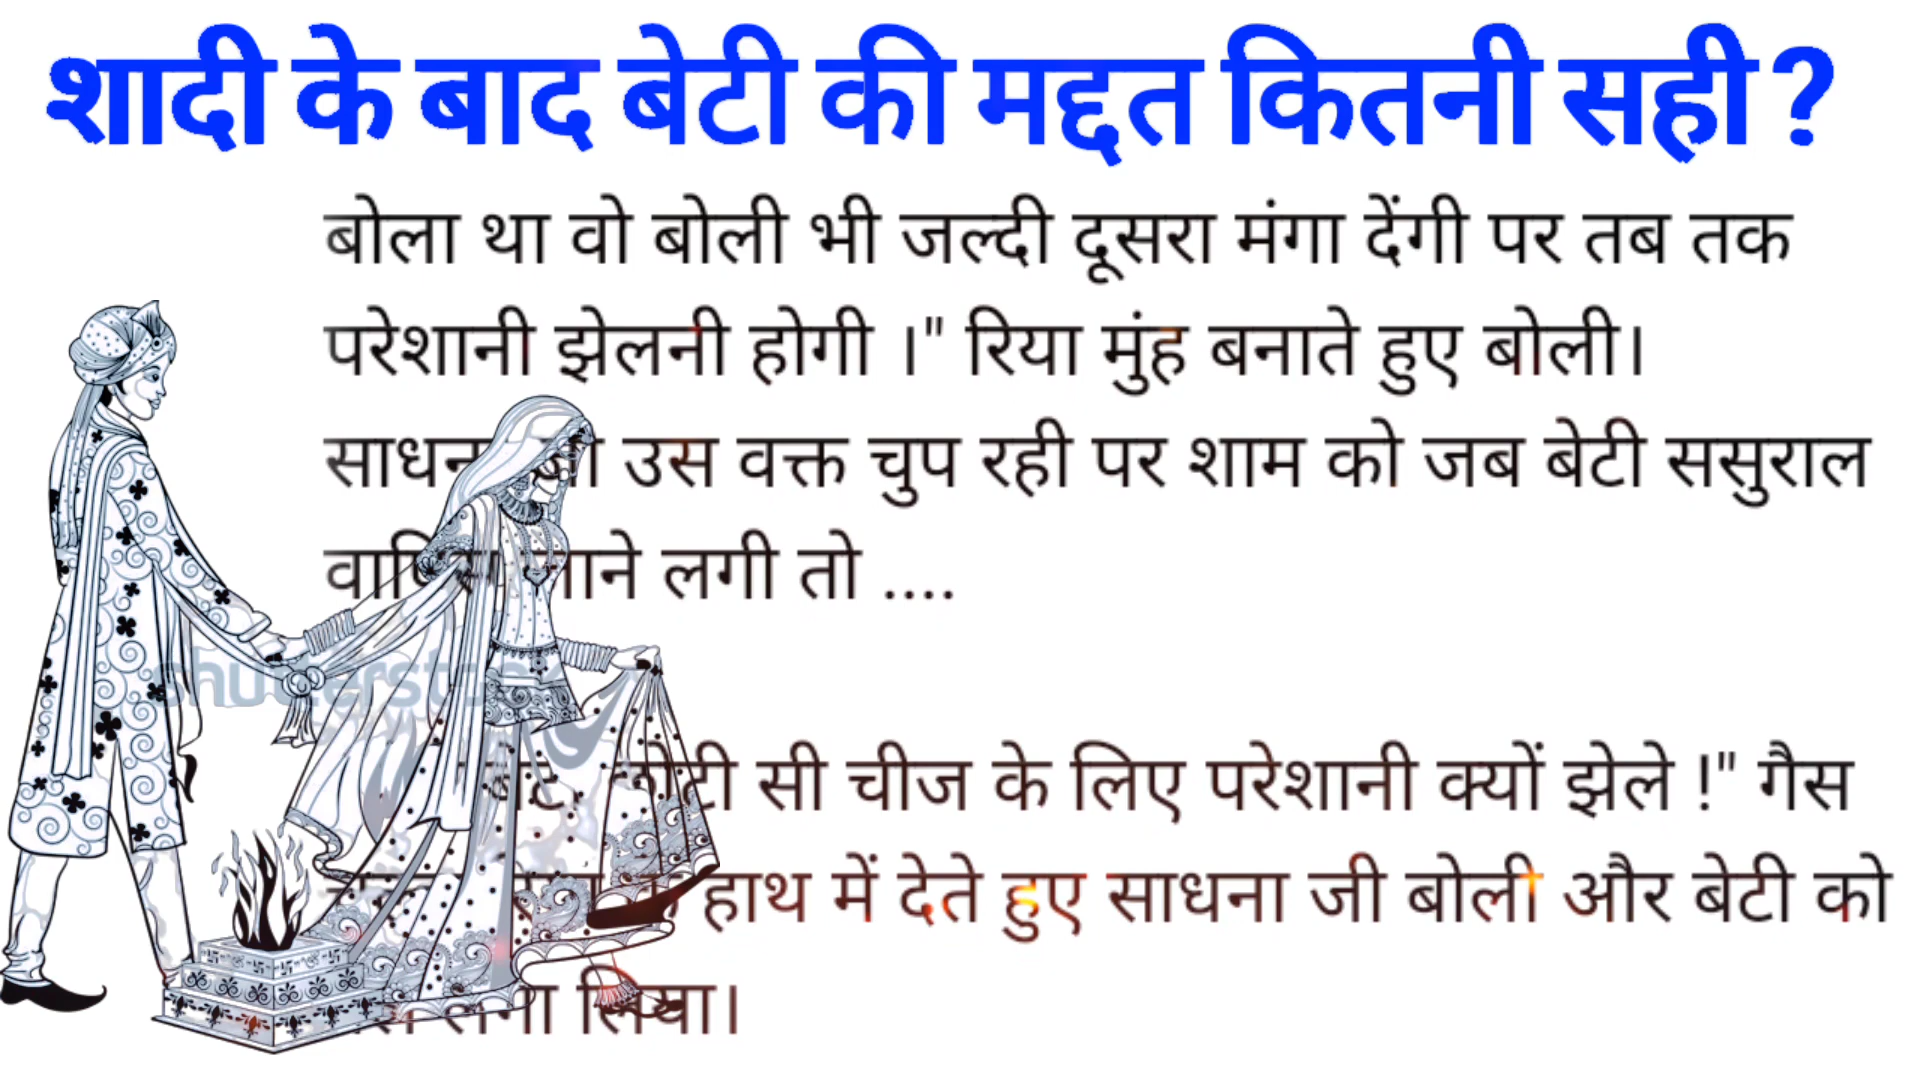 शादी के बाद बेटी की मद्दत कितनी सही ?
बोला था वो बोली भी जल्दी दूसरा मंगा देंगी पर तब तक
परेशानी झेलनी होगी ।" रिया मुंह बनाते हुए बोली।
उस वक्त चुप रही पर शाम को जब बेटी ससुराल
लगी तो ....
सी चीज के लिए परेशानी क्यों झेले !" गैस
हाथ में देते हुए साधना जी बोली और बेटी को
लिया।